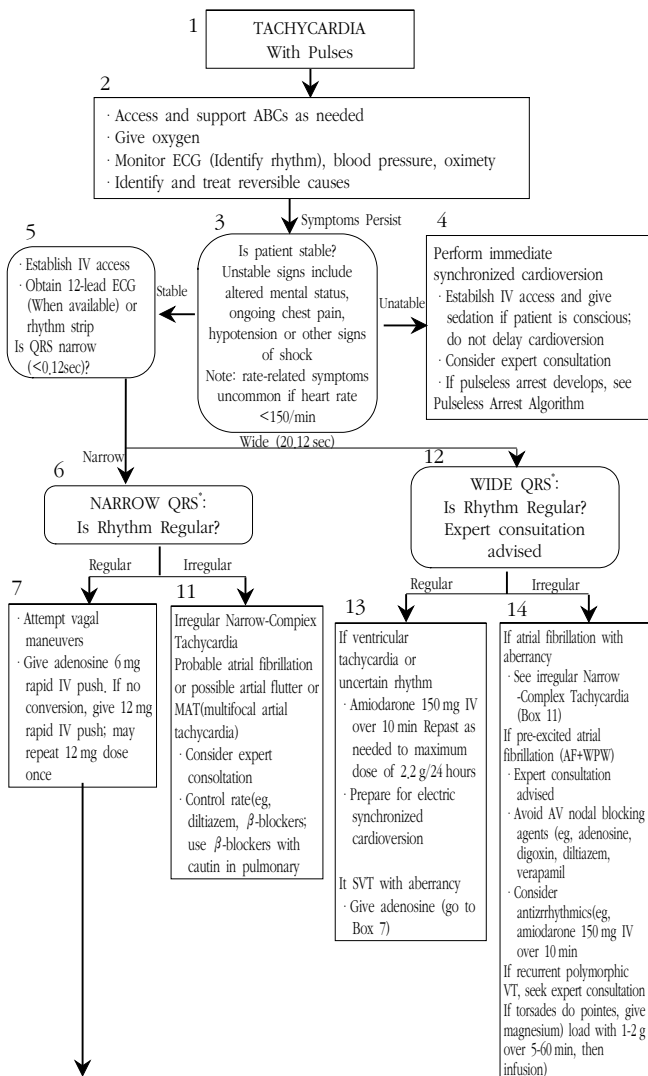 1
TACHYCARDIA
With Pulses
2
· Access and support ABCs as needed
· Give oxygen
· Monitor ECG (Identify rhythm), blood pressure, oximety
· Identify and treat reversible causes
Symptoms Persist
3
Is patient stable?
Unstable signs include
altered mental status,
ongoing chest pain,
hypotension or other signs
of shock
Note: rate-related symptoms
uncommon if heart rate
<150/min
Stable
Unatable
4
Perform immediate
synchronized cardioversion
· Estabilsh IV access and give
sedation if patient is conscious;
do not delay cardioversion
· Consider expert consultation
· If pulseless arrest develops, see
Pulseless Arrest Algorithm
5
· Establish IV access
· Obtain 12-lead ECG
(When available) or
rhythm strip
Is QRS narrow
(<0.12sec)?
Narrow
Wide (20.12 sec)
6
NARROW QRS*:
Is Rhythm Regular?
Regular
Irregular
7
· Attempt vagal
maneuvers
· Give adenosine 6 mg
rapid IV push. If no
conversion, give 12 mg
rapid IV push; may
repeat 12 mg dose
once
11
Irregular Narrow-Compiex
Tachycardia
Probable atrial fibrillation
or possible artial flutter or
MAT(multifocal artial
tachycardia)
· Consider expert
consoltation
· Control rate(eg,
diltiazem, β-blockers;
use β-blockers with
cautin in pulmonary
12
WIDE QRS*:
Is Rhythm Regular?
Expert consuitation
advised
Regular
Irregular
13
If ventricular
tachycardia or
uncertain rhythm
· Amiodarone 150 mg IV
over 10 min Repast as
needed to maximum
dose of 2.2 g/24 hours
· Prepare for electric
synchronized
cardioversion
It SVT with aberrancy
· Give adenosine (go to
Box 7)
14
If atrial fibrillation with
aberrancy
· See irregular Narrow
-Complex Tachycardia
(Box 11)
If pre-excited atrial
fibrillation (AF+WPW)
· Expert consultation
advised
· Avoid AV nodal blocking
agents (eg, adenosine,
digoxin, diltiazem,
verapamil
· Consider
antizrrhythmics(eg,
amiodarone 150 mg IV
over 10 min
If recurrent polymorphic
VT, seek expert consultation
If torsades do pointes, give
magnesium) load with 1-2 g
over 5-60 min, then
infusion)